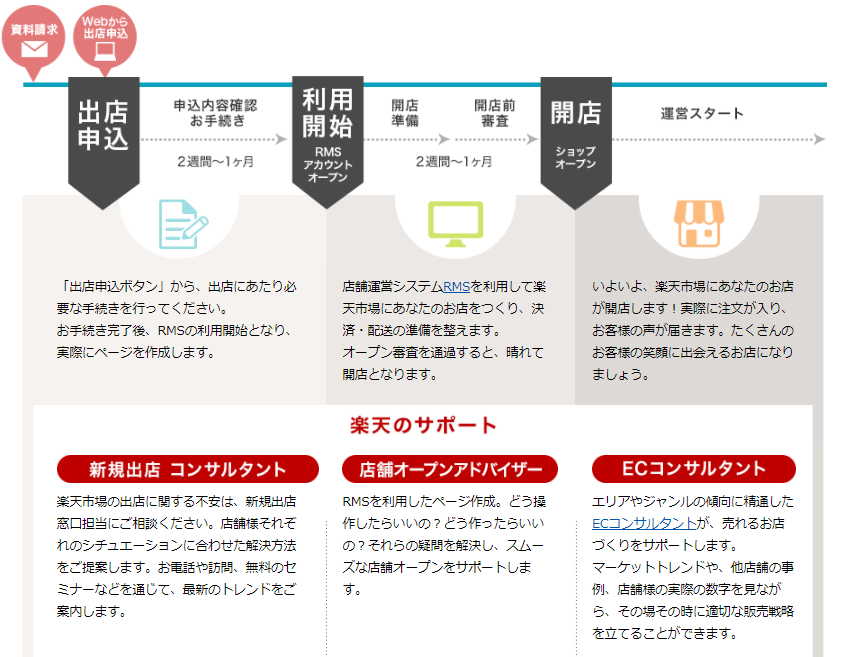 資料請求
Webから
出店申込
出店
申込
申込内容確認
お手続き
2週間～1ヶ月
利用
開始
RMS
アカウント
オープン
開店
準備
開店前
審査
2週間～1ヶ月
開店
ショップ
オープン
運営スタート
「出店申込ボタン」から、出店にあたり必
要な手続きを行ってください。
お手続き完了後、RMSの利用開始となり、
実際にページを作成します。
店舗運営システムRMSを利用して楽
天市場にあなたのお店をつくり、決
済・配送の準備を整えます。
オープン審査を通過すると、晴れて
開店となります。
いよいよ、楽天市場にあなたのお店
が開店します！実際に注文が入り、
お客様の声が届きます。たくさんの
お客様の笑顔に出会えるお店になり
ましょう。
楽天のサポート
新規出店 コンサルタント
楽天市場の出店に関する不安は、新規出店
窓口担当にご相談ください。店舗様それぞ
れのシチュエーションに合わせた解決方法
をご提案します。お電話や訪問、無料のセ
ミナーなどを通じて、最新のトレンドをご
案内します。
店舗オープンアドバイザー
RMSを利用したページ作成。どう操
作したらいいの？どう作ったらいい
の？それらの疑問を解決し、スムー
ズな店舗オープンをサポートしま
す。
ECコンサルタント
エリアやジャンルの傾向に精通した
ECコンサルタントが、売れるお店
づくりをサポートします。
マーケットトレンドや、他店舗の事
例、店舗様の実際の数字を見なが
ら、その場その時に適切な販売戦略
を立てることができます。